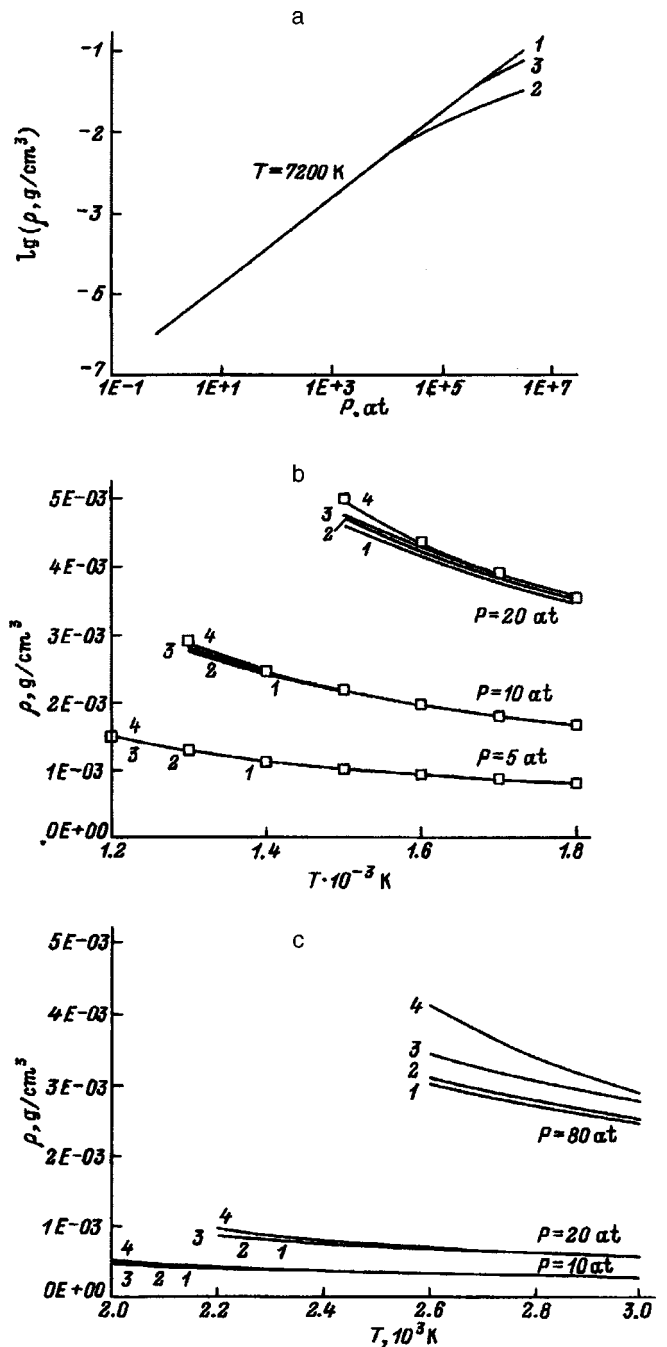 a
-1
1
3
2
-2
T=7200 K
-3
lg(ρ, g/cm³)
-5
-7
1E-1
1E+1
1E+3
1E+5
1E+7
P, at
b
5E-03
4
3
2
1
4E-03
P=20 at
3E-03
4
3
2
1
2E-03
P=10 at
4
3
2
1
P=5 at
1E-03
0E+00
ρ, g/cm³
1.2
1.4
1.6
1.8
T·10⁻³ K
c
5E-03
4E-03
4
3
2
1
3E-03
P=80 at
2E-03
1E-03
4
3
2
1
P=20 at
4
3
2
1
P=10 at
0E+00
ρ, g/cm³
2.0
2.2
2.4
2.6
2.8
3.0
T, 10³ K